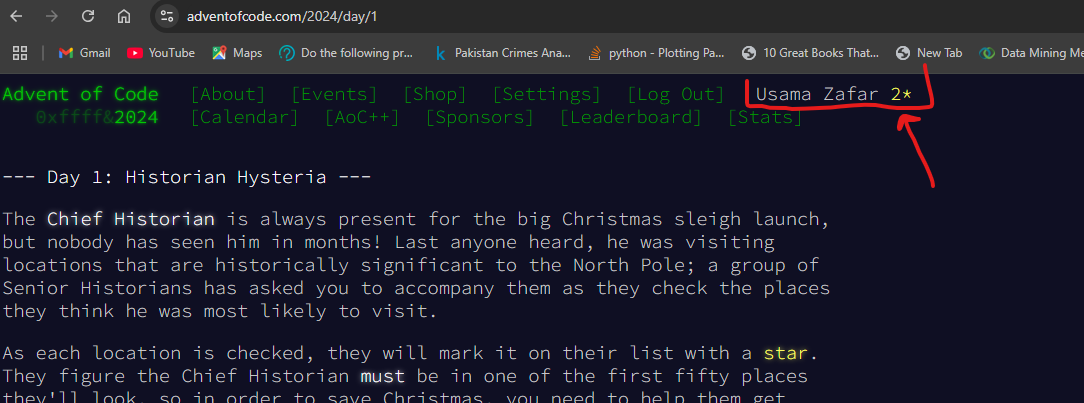 adventofcode.com/2024/day/1
Gmail YouTube Maps Do the following pr... Pakistan Crimes Ana... python - Plotting Pa... 10 Great Books That... New Tab Data Mining Me
Advent of Code [About] [Events] [Shop] [Settings] [Log Out] Usama Zafar 2*
0xffff&2024 [Calendar] [AoC++] [Sponsors] [Leaderboard] [Stats]
--- Day 1: Historian Hysteria ---
The Chief Historian is always present for the big Christmas sleigh launch,
but nobody has seen him in months! Last anyone heard, he was visiting
locations that are historically significant to the North Pole; a group of
Senior Historians has asked you to accompany them as they check the places
they think he was most likely to visit.
As each location is checked, they will mark it on their list with a star.
They figure the Chief Historian must be in one of the first fifty places
they'll look, so in order to save Christmas, you need to help them get